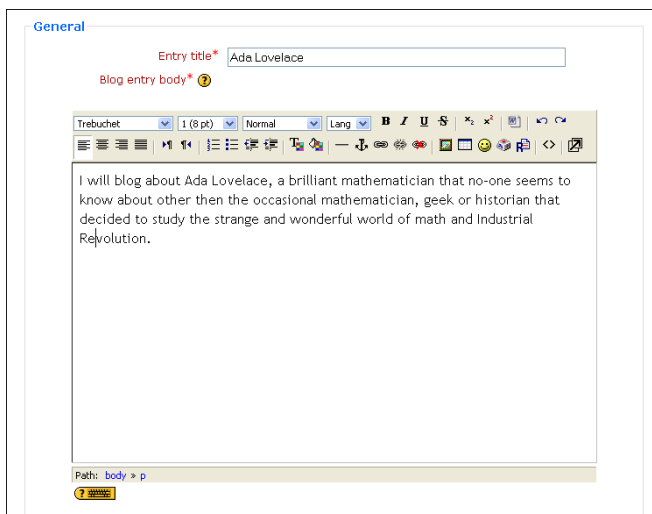 General
Entry title* Ada Lovelace
Blog entry body* ?
Trebuchet 1 (8 pt) Normal Lang B I U S x₂ x²
I will blog about Ada Lovelace, a brilliant mathematician that no-one seems to
know about other then the occasional mathematician, geek or historian that
decided to study the strange and wonderful world of math and Industrial
Revolution.
Path: body » p
?